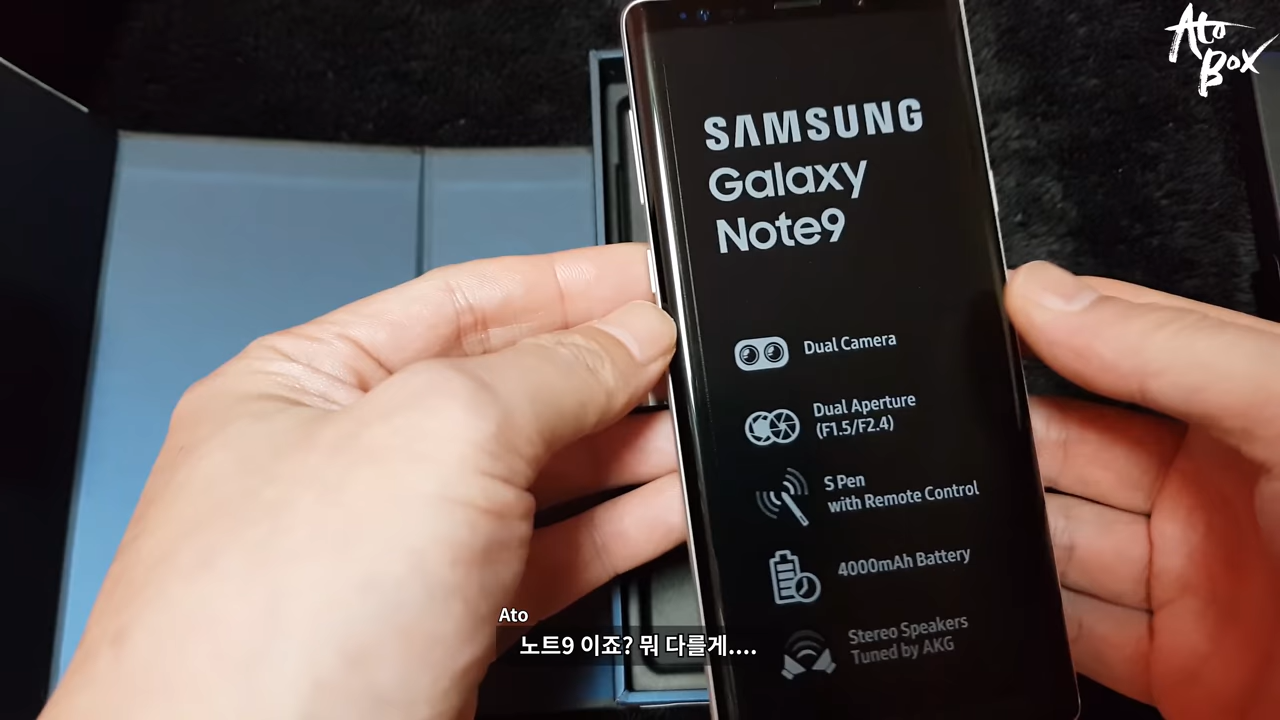 Ato
Box
SAMSUNG
Galaxy
Note9
Dual Camera
Dual Aperture
(F1.5/F2.4)
S Pen
with Remote Control
4000mAh Battery
Stereo Speakers
Tuned by AKG
Ato
노트9 이죠? 뭐 다를게....